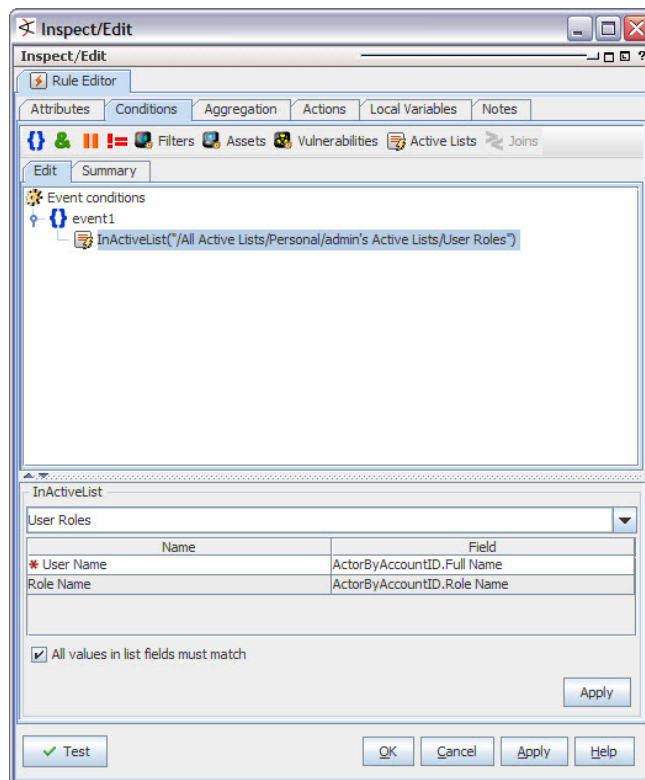 Inspect/Edit
Inspect/Edit ?
Rule Editor
Attributes Conditions Aggregation Actions Local Variables Notes
{} & != Filters Assets Vulnerabilities Active Lists Joins
Edit Summary
Event conditions
{} event1
InActiveList("/All Active Lists/Personal/admin's Active Lists/User Roles")
InActiveList
User Roles
Name Field
* User Name ActorByAccountID.Full Name
Role Name ActorByAccountID.Role Name
All values in list fields must match
Apply
Test OK Cancel Apply Help